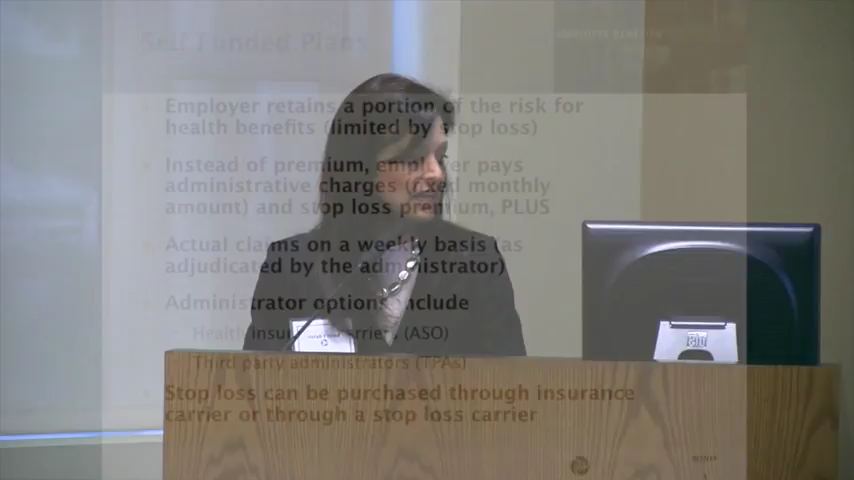 Self Funded Plans
Employer retains a portion of the risk for
health benefits (limited by stop loss)
Instead of premium, employer pays
administrative charges (fixed monthly
amount) and stop loss premium, PLUS
Actual claims on a weekly basis (as
adjudicated by the administrator)
Administrator options include
Health insurance carriers (ASO)
Third party administrators (TPAs)
Stop loss can be purchased through insurance
carrier or through a stop loss carrier